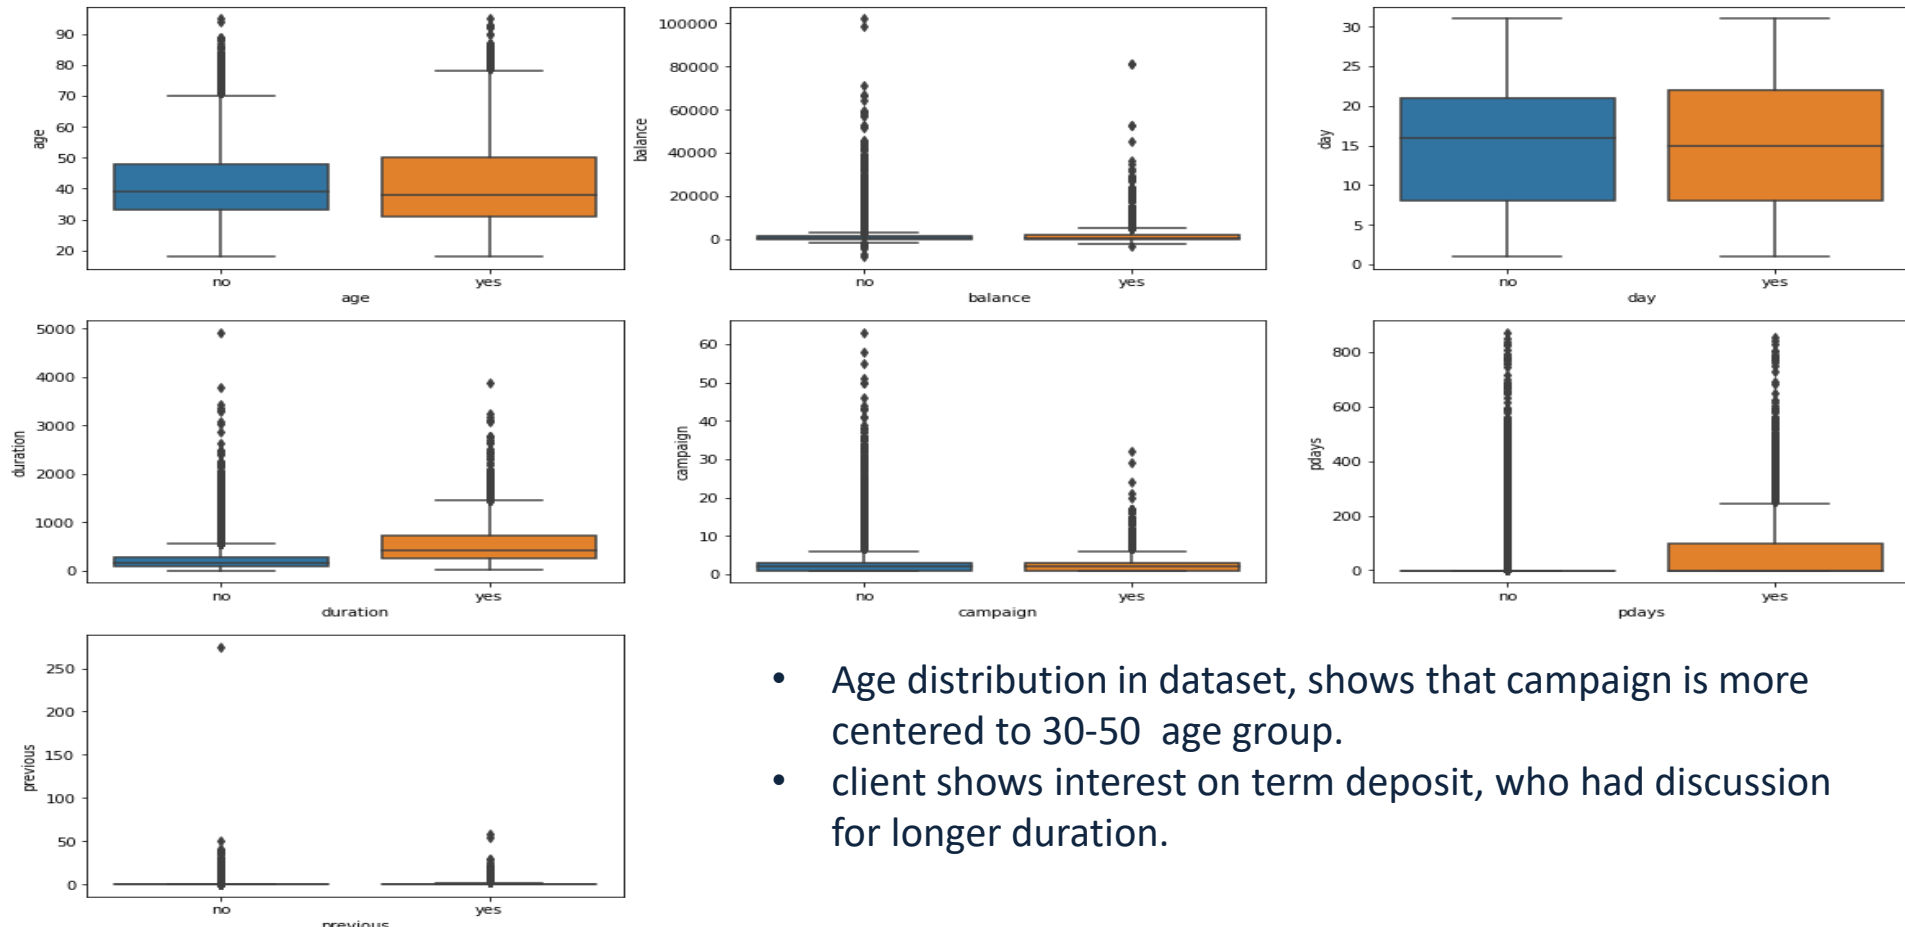 90
80
70
60
50
40
30
20
age
no
yes
age
100000
80000
60000
40000
20000
0
balance
no
yes
balance
30
25
20
15
10
5
0
day
no
yes
day
5000
4000
3000
2000
1000
0
duration
no
yes
duration
60
50
40
30
20
10
0
campaign
no
yes
campaign
800
600
400
200
0
pdays
no
yes
pdays
250
200
150
100
50
0
previous
no
yes
previous
• Age distribution in dataset, shows that campaign is more
centered to 30-50 age group.
• client shows interest on term deposit, who had discussion
for longer duration.